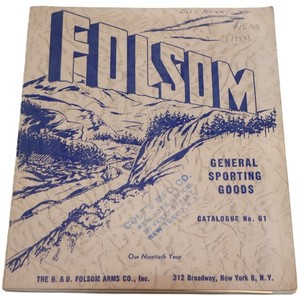 (1955)
FOLSOM
GENERAL
SPORTING
GOODS
CATALOGUE No. 61
Our Ninetieth Year
THE H. & D. FOLSOM ARMS CO., Inc. 312 Broadway, New York 8, N.Y.